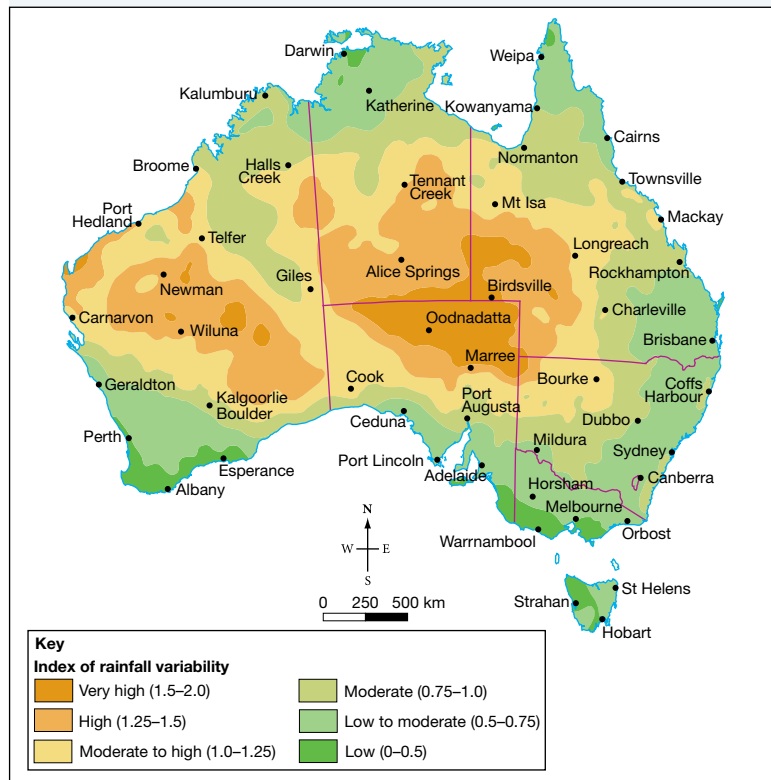 Darwin
Weipa
Kalumburu
Katherine
Kowanyama
Cairns
Normanton
Broome
Halls
Creek
Tennant
Creek
Townsville
Mt Isa
Mackay
Port
Hedland
Telfer
Longreach
Rockhampton
Alice Springs
Newman
Giles
Birdsville
Charleville
Carnarvon
Wiluna
Oodnadatta
Brisbane
Marree
Bourke
Coffs
Harbour
Geraldton
Cook
Port
Augusta
Kalgoorlie
Boulder
Ceduna
Dubbo
Perth
Mildura
Sydney
Esperance
Port Lincoln
Adelaide
Canberra
Albany
Horsham
Melbourne
Orbost
Warrnambool
N
W E
S
St Helens
Strahan
Hobart
0 250 500 km
Key
Index of rainfall variability
Very high (1.5–2.0)
High (1.25–1.5)
Moderate to high (1.0–1.25)
Moderate (0.75–1.0)
Low to moderate (0.5–0.75)
Low (0–0.5)